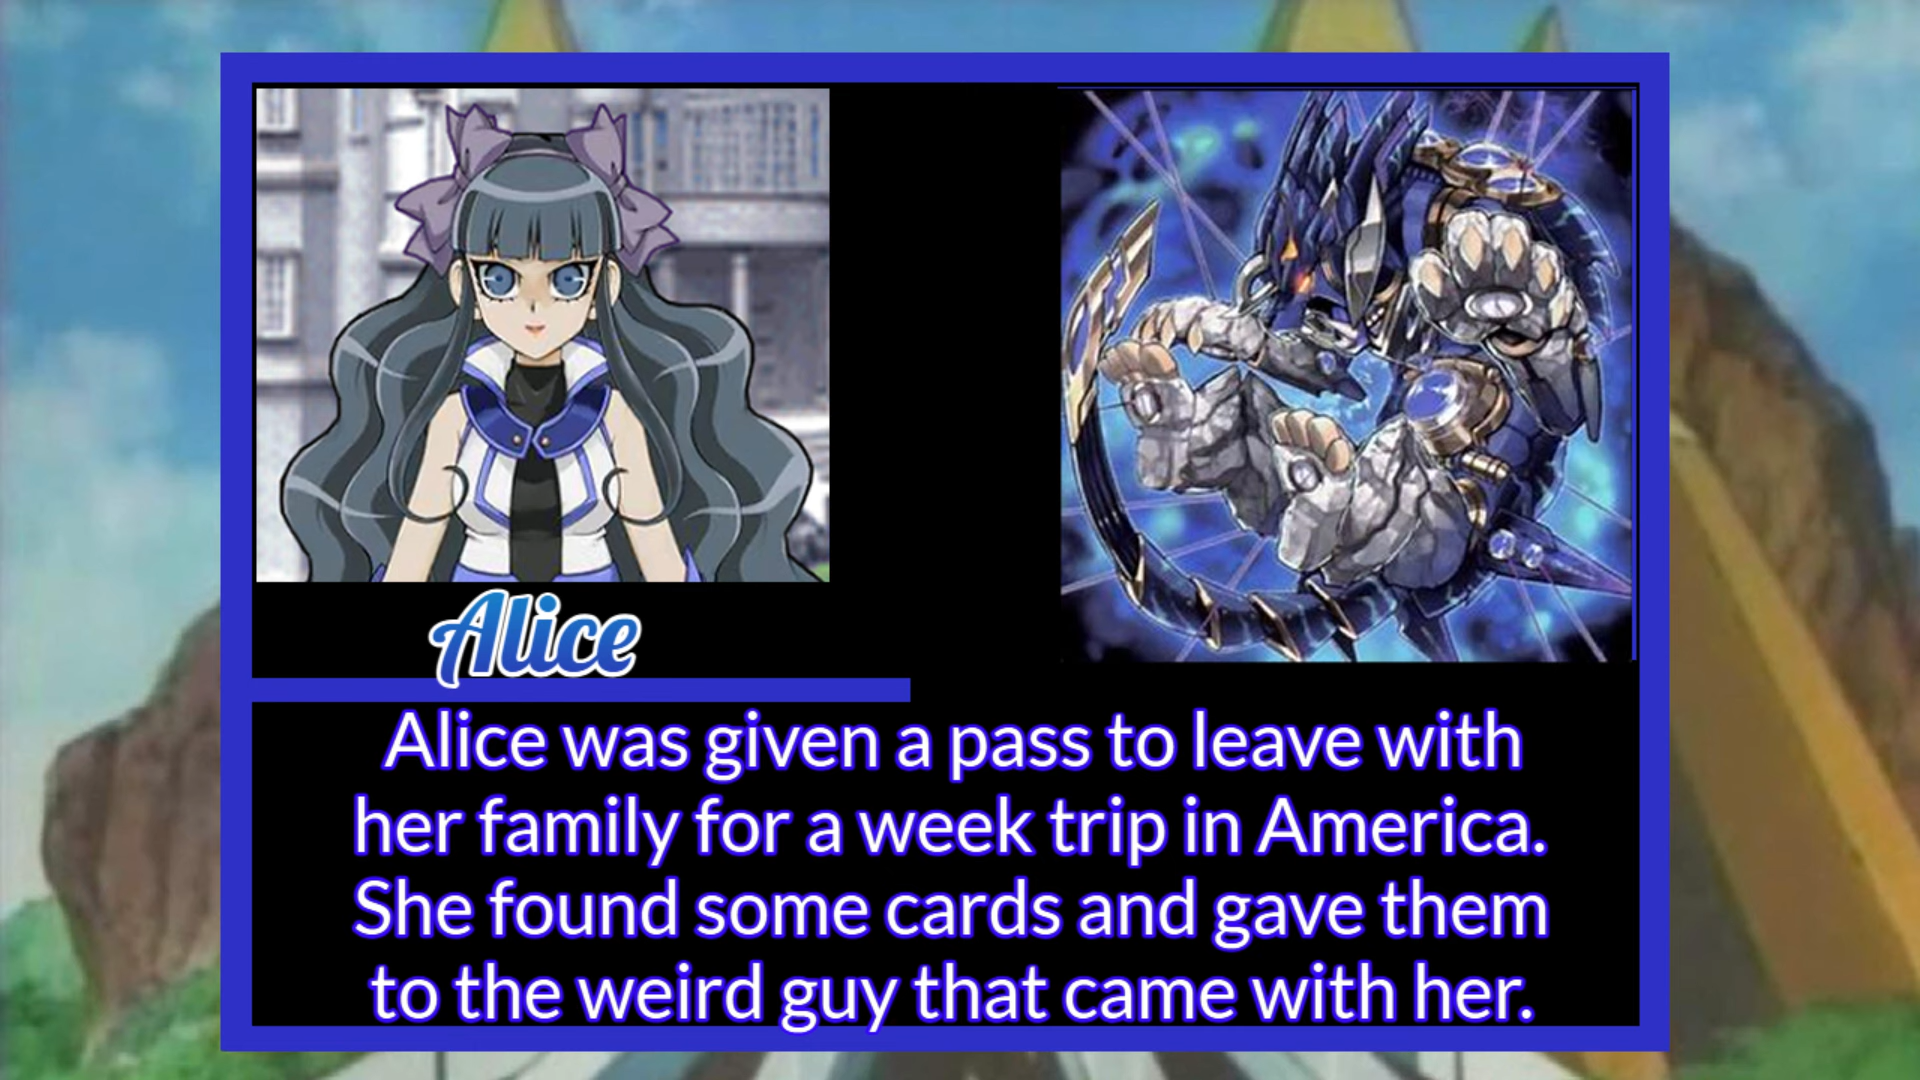 Alice
Alice was given a pass to leave with
her family for a week trip in America.
She found some cards and gave them
to the weird guy that came with her.